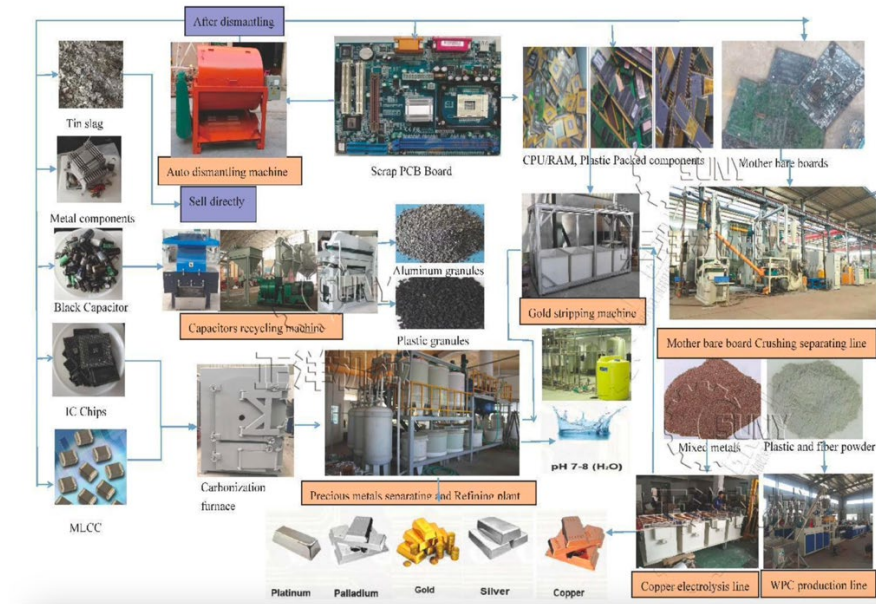 After dismantling
Tin slag
Auto dismantling machine
Scrap PCB Board
CPU/RAM, Plastic Packed components
Mother bare boards
Metal components
Sell directly
Black Capacitor
Aluminum granules
Capacitors recycling machine
Plastic granules
Gold stripping machine
Mother bare board Crushing separating line
IC Chips
Mixed metals
Plastic and fiber powder
pH 7-8 (H₂O)
Carbonization
furnace
Precious metals separating and Refining plant
MLCC
Copper electrolysis line
WPC production line
Platinum
Palladium
Gold
Silver
Copper
SUNY
SUNY